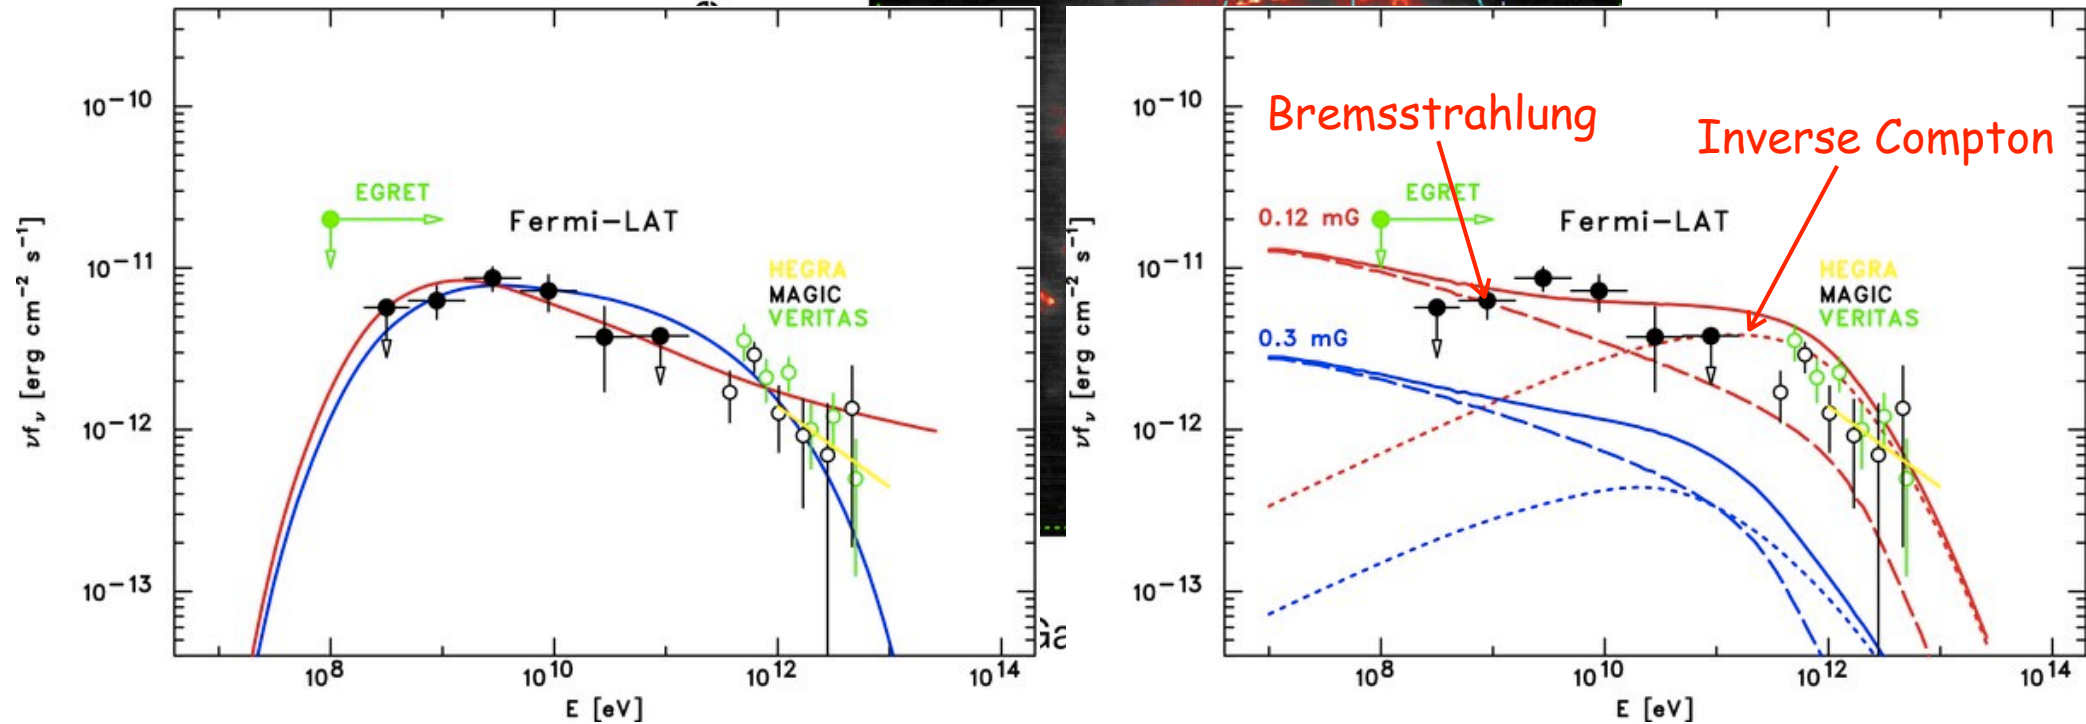 10⁻¹⁰
10⁻¹¹
10⁻¹²
10⁻¹³
νfν [erg cm⁻² s⁻¹]
EGRET
Fermi-LAT
HEGRA
MAGIC
VERITAS
10⁸
10¹⁰
10¹²
10¹⁴
E [eV]
10⁻¹⁰
10⁻¹¹
10⁻¹²
10⁻¹³
νfν [erg cm⁻² s⁻¹]
Bremsstrahlung
Inverse Compton
EGRET
0.12 mG
Fermi-LAT
HEGRA
MAGIC
VERITAS
0.3 mG
10⁸
10¹⁰
10¹²
10¹⁴
E [eV]